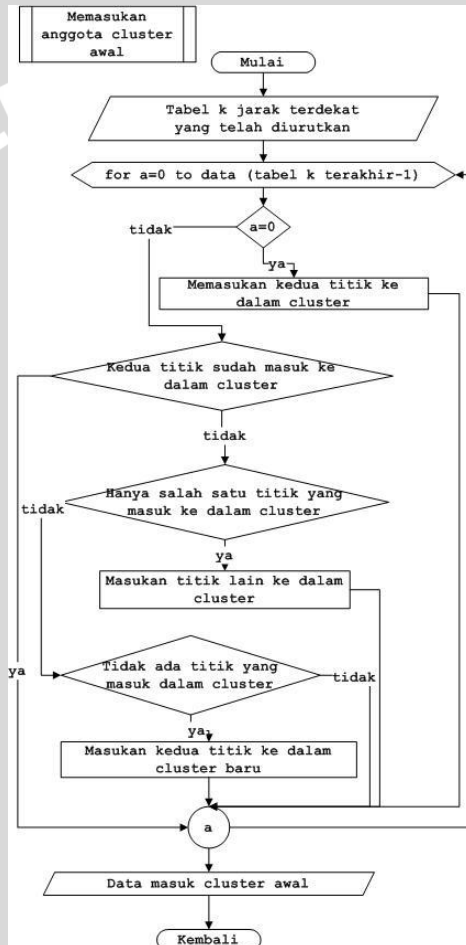 Memasukan
anggota cluster
awal
Mulai
Tabel k jarak terdekat
yang telah diurutkan
for a=0 to data (tabel k terakhir-1)
a=0
tidak
ya
Memasukan kedua titik ke
dalam cluster
Kedua titik sudah masuk ke
dalam cluster
tidak
Hanya salah satu titik yang
masuk ke dalam cluster
tidak
ya
Masukan titik lain ke dalam
cluster
Tidak ada titik yang
masuk dalam cluster
ya
tidak
ya
Masukan kedua titik ke dalam
cluster baru
a
Data masuk cluster awal
Kembali